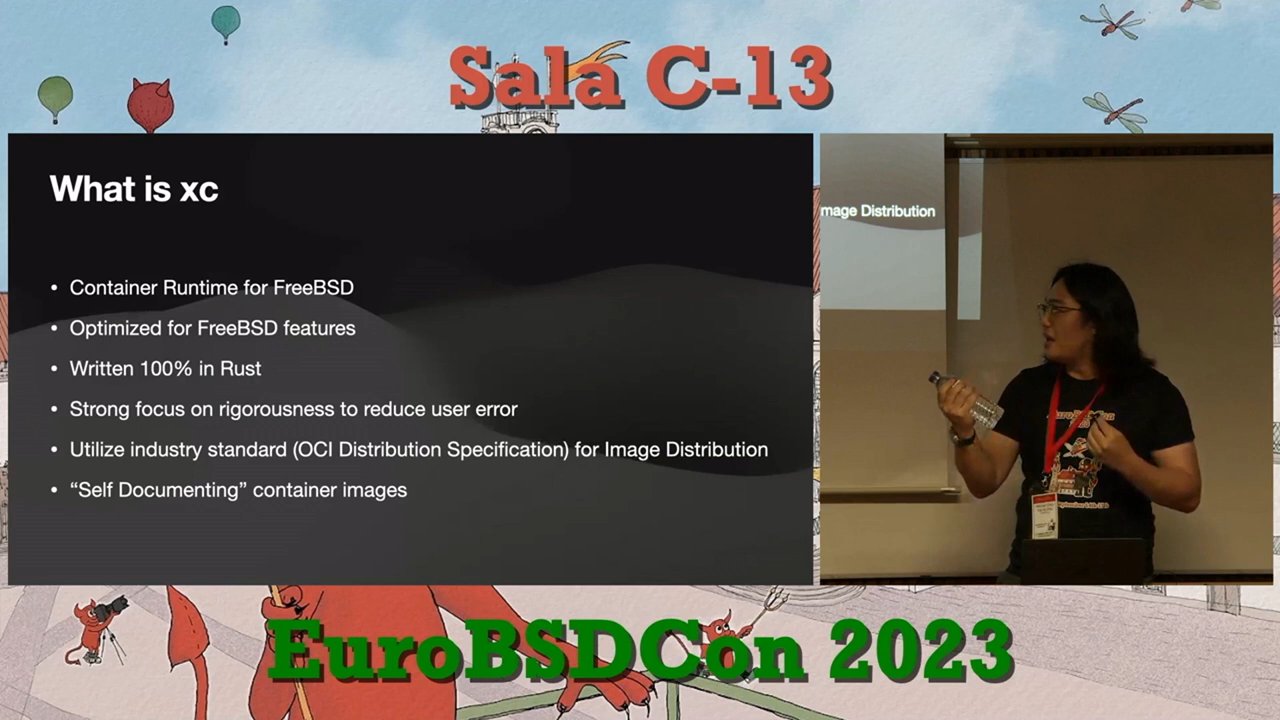 Sala C-13
What is xc
• Container Runtime for FreeBSD
• Optimized for FreeBSD features
• Written 100% in Rust
• Strong focus on rigorousness to reduce user error
• Utilize industry standard (OCI Distribution Specification) for Image Distribution
• “Self Documenting” container images
mage Distribution
EuroBSDCon 2023